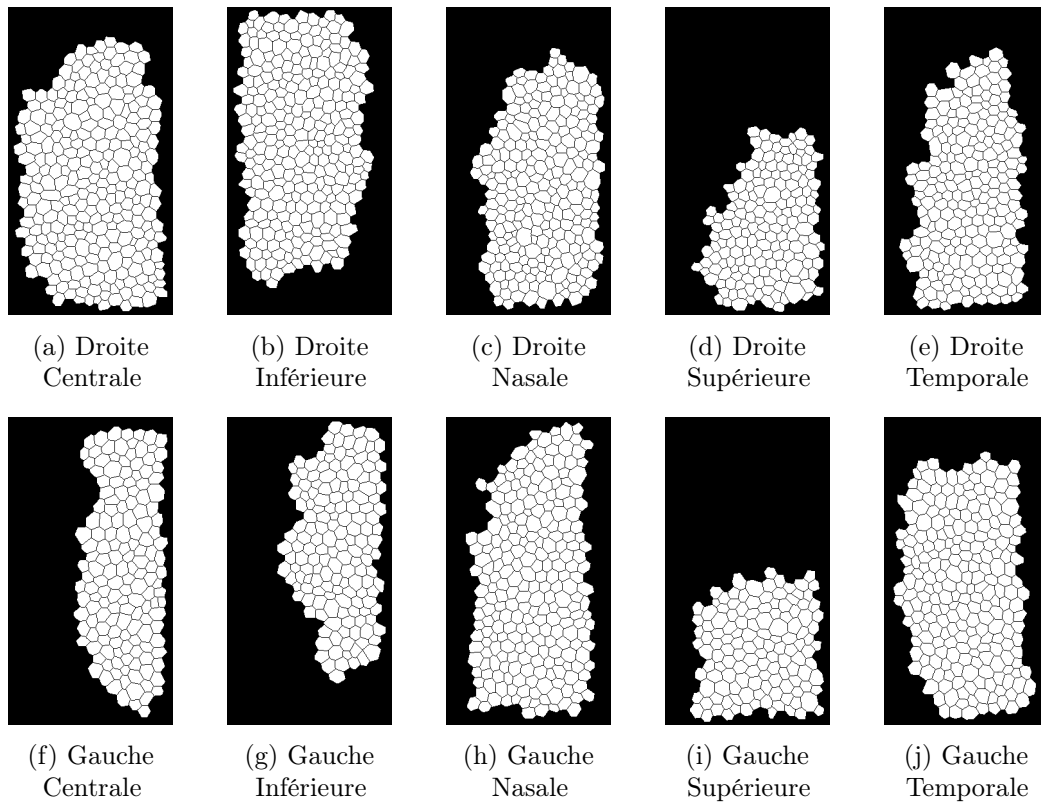 (a) Droite
Centrale
(b) Droite
Inférieure
(c) Droite
Nasale
(d) Droite
Supérieure
(e) Droite
Temporale
(f) Gauche
Centrale
(g) Gauche
Inférieure
(h) Gauche
Nasale
(i) Gauche
Supérieure
(j) Gauche
Temporale